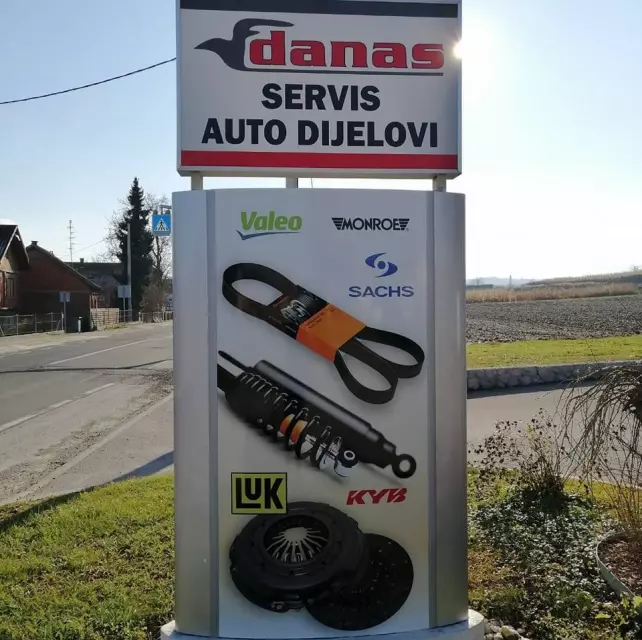 danas
SERVIS
AUTO DIJELOVI
Valeo
MONROE
SACHS
LUK
KYB